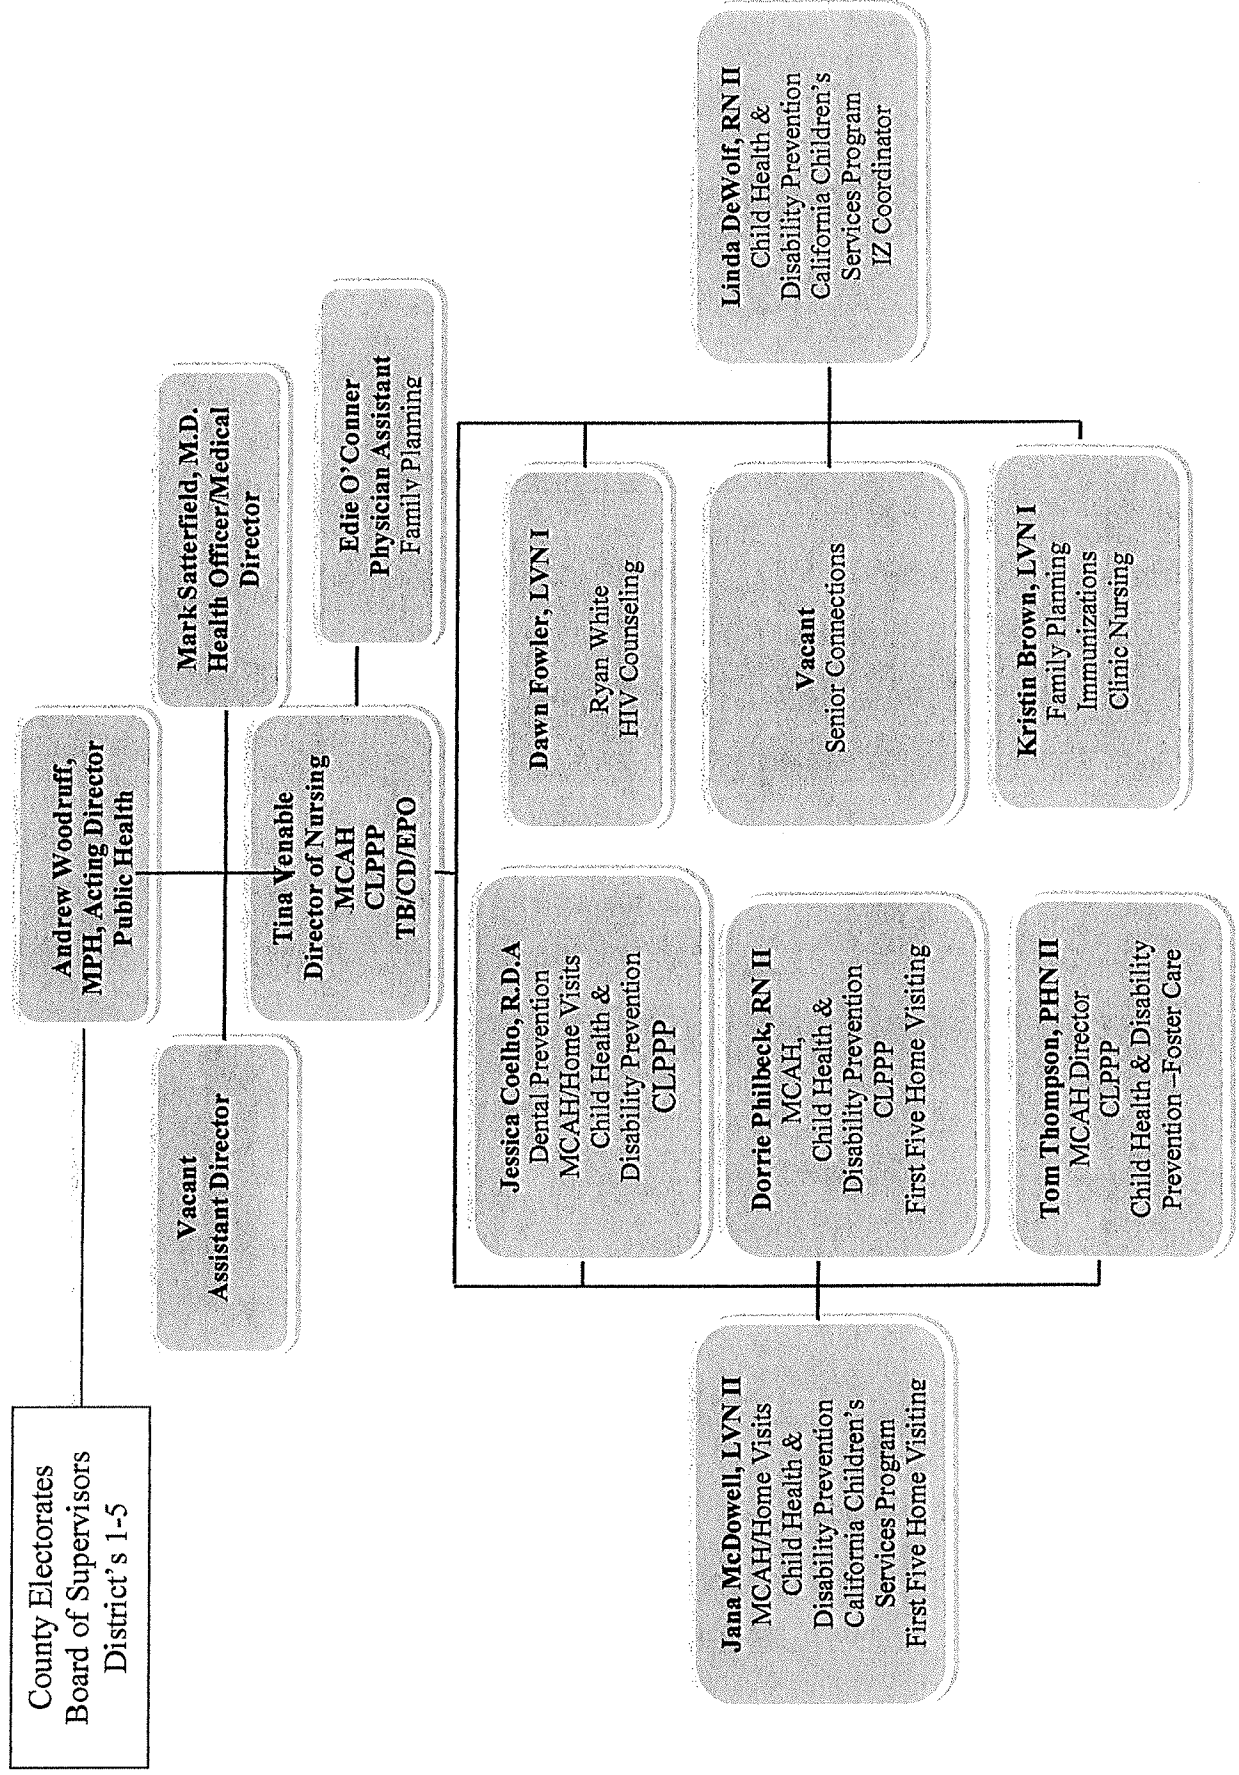 County Electorates
Board of Supervisors
District's 1-5
Andrew Woodruff,
MPH, Acting Director
Public Health
Vacant
Assistant Director
Mark Satterfield, M.D.
Health Officer/Medical
Director
Tina Venable
Director of Nursing
MCAH
CLPPP
TB/CD/EPO
Edie O'Conner
Physician Assistant
Family Planning
Jessica Coelho, R.D.A
Dental Prevention
MCAH/Home Visits
Child Health &
Disability Prevention
CLPPP
Dawn Fowler, LVN I
Ryan White
HIV Counseling
Jana McDowell, LVN II
MCAH/Home Visits
Child Health &
Disability Prevention
California Children's
Services Program
First Five Home Visiting
Dorrie Philbeck, RN II
MCAH,
Child Health &
Disability Prevention
CLPPP
First Five Home Visiting
Vacant
Senior Connections
Linda DeWolf, RN II
Child Health &
Disability Prevention
California Children's
Services Program
IZ Coordinator
Tom Thompson, PHN II
MCAH Director
CLPPP
Child Health & Disability
Prevention–Foster Care
Kristin Brown, LVN I
Family Planning
Immunizations
Clinic Nursing